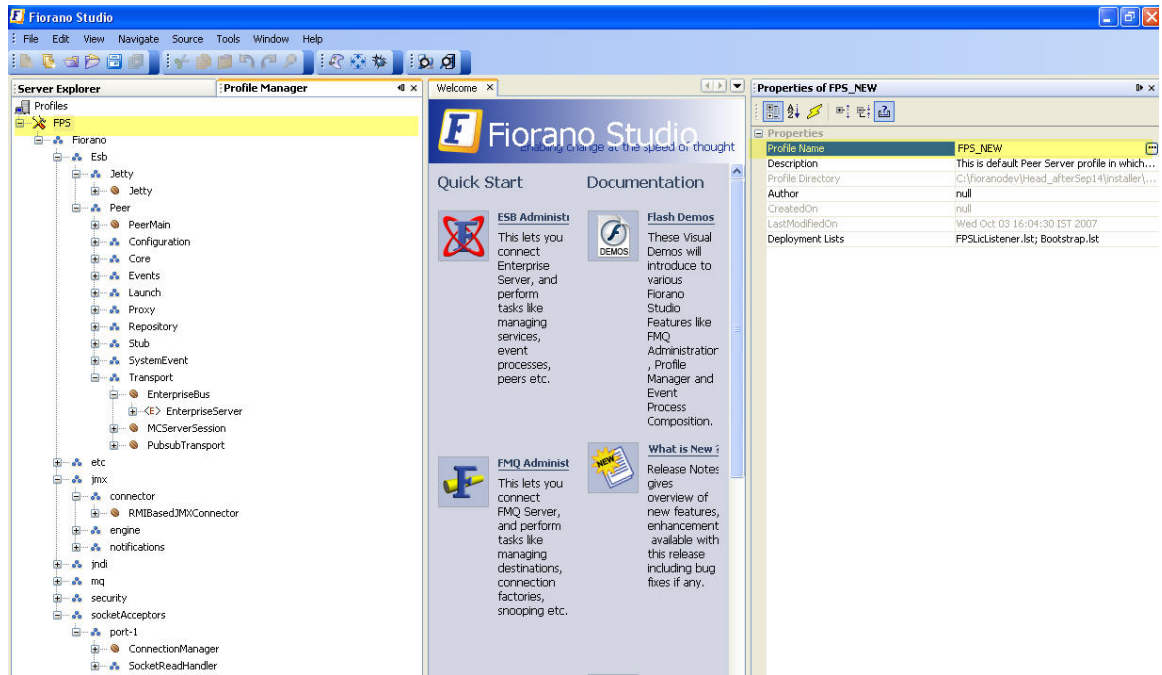 Fiorano Studio
File Edit View Navigate Source Tools Window Help
Server Explorer
Profile Manager
Profiles
FPS
Fiorano
Esb
Jetty
Jetty
Peer
PeerMain
Configuration
Core
Events
Launch
Proxy
Repository
Stub
SystemEvent
Transport
EnterpriseBus
<E> EnterpriseServer
MCServerSession
PubsubTransport
etc
jmx
connector
RMIBasedJMXConnector
engine
notifications
jndi
mq
security
socketAcceptors
port-1
ConnectionManager
SocketReadHandler
Welcome
Fiorano Studio
Enabling change at the speed of thought
Quick Start
ESB Administ
This lets you
connect
Enterprise
Server, and
perform
tasks like
managing
services,
event
processes,
peers etc.
FMQ Administ
This lets you
connect
FMQ Server,
and perform
tasks like
managing
destinations,
connection
factories,
snooping etc.
Documentation
DEMOS
Flash Demos
These Visual
Demos will
introduce to
various
Fiorano
Studio
Features like
FMQ
Administration
, Profile
Manager and
Event
Process
Composition.
NEW
What is New ?
Release Notes
gives
overview of
new features,
enhancement
available with
this release
including bug
fixes if any.
Properties of FPS_NEW
Properties
Profile Name FPS_NEW
Description This is default Peer Server profile in which...
Profile Directory C:\fioranodev\Head_afterSep14\installer\...
Author null
CreatedOn null
LastModifiedOn Wed Oct 03 16:04:30 IST 2007
Deployment Lists FPSLicListener.lst; Bootstrap.lst